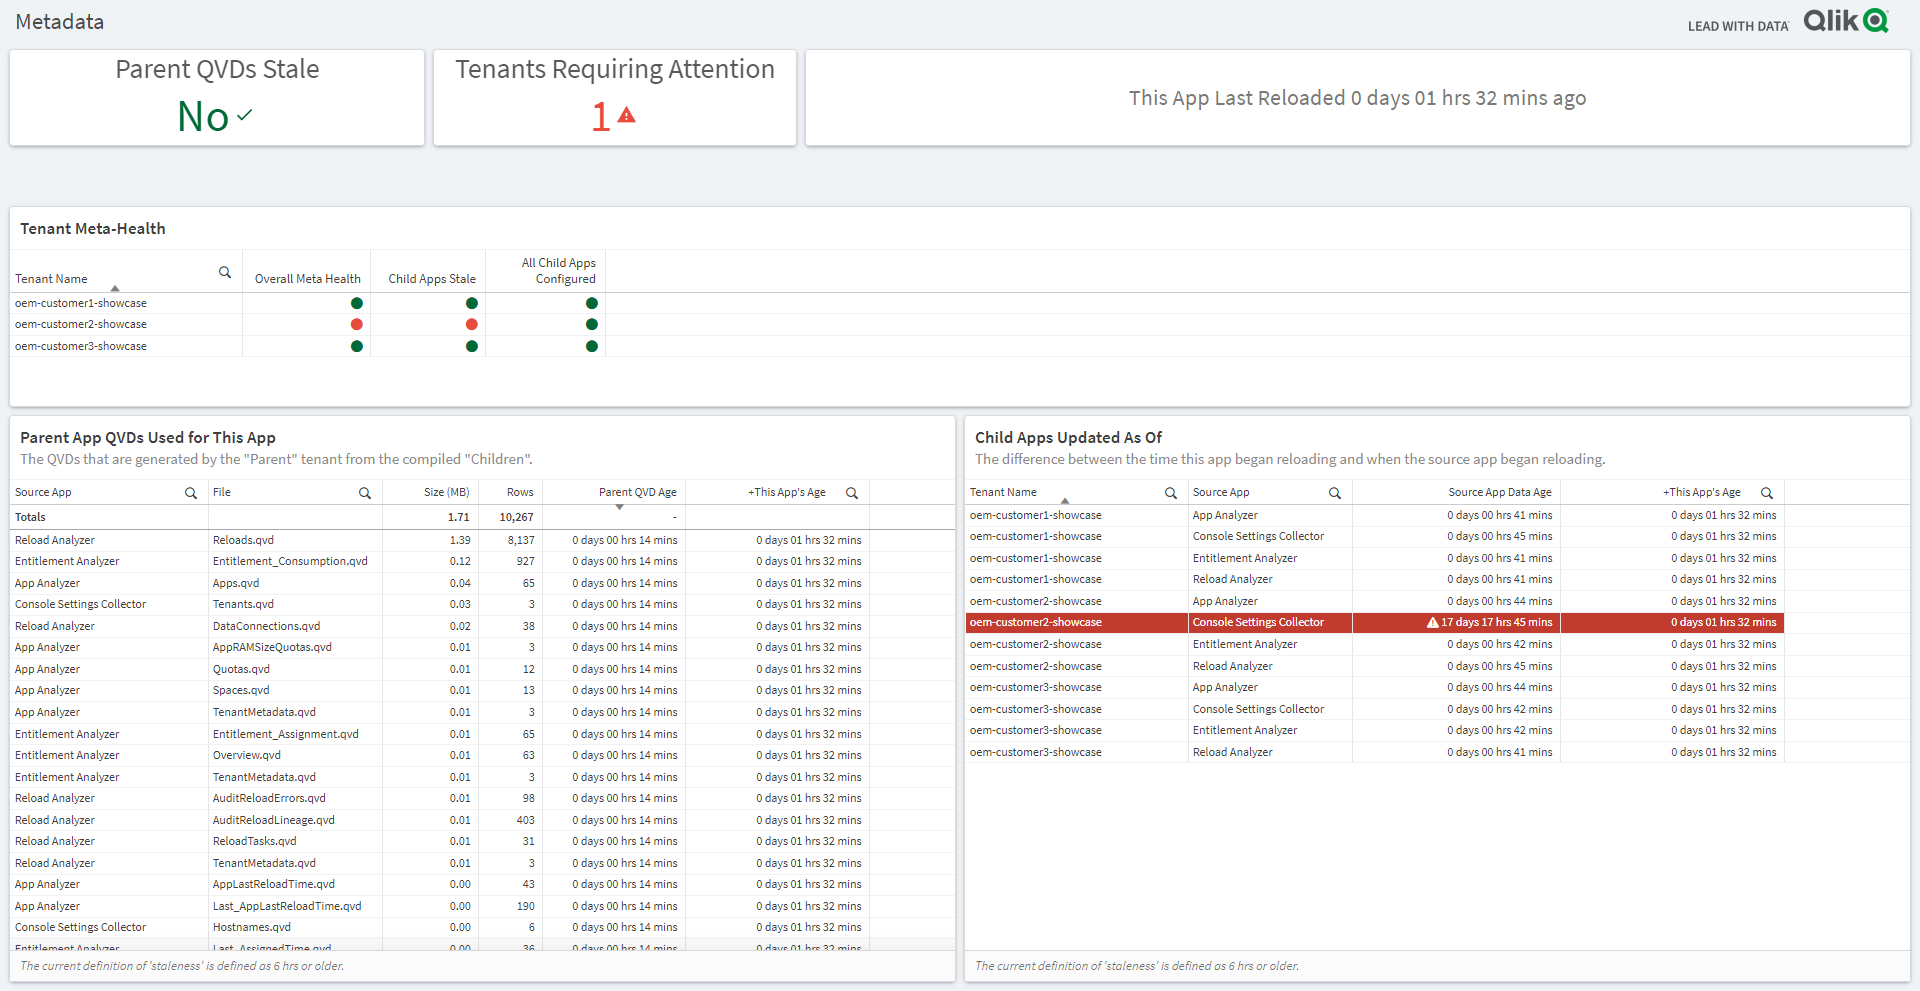 Metadata
LEAD WITH DATA
Qlik
Parent QVDs Stale
No
Tenants Requiring Attention
1
This App Last Reloaded 0 days 01 hrs 32 mins ago
Tenant Meta-Health
Tenant Name Overall Meta Health Child Apps Stale All Child Apps Configured
oem-customer1-showcase
oem-customer2-showcase
oem-customer3-showcase
Parent App QVDs Used for This App
The QVDs that are generated by the "Parent" tenant from the compiled "Children".
Source App File Size (MB) Rows Parent QVD Age +This App's Age
Totals 1.71 10,267 -
Reload Analyzer Reloads.qvd 1.39 8,137 0 days 00 hrs 14 mins 0 days 01 hrs 32 mins
Entitlement Analyzer Entitlement_Consumption.qvd 0.12 927 0 days 00 hrs 14 mins 0 days 01 hrs 32 mins
App Analyzer Apps.qvd 0.04 65 0 days 00 hrs 14 mins 0 days 01 hrs 32 mins
Console Settings Collector Tenants.qvd 0.03 3 0 days 00 hrs 14 mins 0 days 01 hrs 32 mins
Reload Analyzer DataConnections.qvd 0.02 38 0 days 00 hrs 14 mins 0 days 01 hrs 32 mins
App Analyzer AppRAMSizeQuotas.qvd 0.01 3 0 days 00 hrs 14 mins 0 days 01 hrs 32 mins
App Analyzer Quotas.qvd 0.01 12 0 days 00 hrs 14 mins 0 days 01 hrs 32 mins
App Analyzer Spaces.qvd 0.01 13 0 days 00 hrs 14 mins 0 days 01 hrs 32 mins
App Analyzer TenantMetadata.qvd 0.01 3 0 days 00 hrs 14 mins 0 days 01 hrs 32 mins
Entitlement Analyzer Entitlement_Assignment.qvd 0.01 65 0 days 00 hrs 14 mins 0 days 01 hrs 32 mins
Entitlement Analyzer Overview.qvd 0.01 63 0 days 00 hrs 14 mins 0 days 01 hrs 32 mins
Entitlement Analyzer TenantMetadata.qvd 0.01 3 0 days 00 hrs 14 mins 0 days 01 hrs 32 mins
Reload Analyzer AuditReloadErrors.qvd 0.01 98 0 days 00 hrs 14 mins 0 days 01 hrs 32 mins
Reload Analyzer AuditReloadLineage.qvd 0.01 403 0 days 00 hrs 14 mins 0 days 01 hrs 32 mins
Reload Analyzer ReloadTasks.qvd 0.01 31 0 days 00 hrs 14 mins 0 days 01 hrs 32 mins
Reload Analyzer TenantMetadata.qvd 0.01 3 0 days 00 hrs 14 mins 0 days 01 hrs 32 mins
App Analyzer AppLastReloadTime.qvd 0.00 43 0 days 00 hrs 14 mins 0 days 01 hrs 32 mins
App Analyzer Last_AppLastReloadTime.qvd 0.00 190 0 days 00 hrs 14 mins 0 days 01 hrs 32 mins
Console Settings Collector Hostnames.qvd 0.00 6 0 days 00 hrs 14 mins 0 days 01 hrs 32 mins
Entitlement Analyzer Last_AssignedTime.qvd 0.00 36 0 days 00 hrs 14 mins 0 days 01 hrs 32 mins
The current definition of 'staleness' is defined as 6 hrs or older.
Child Apps Updated As Of
The difference between the time this app began reloading and when the source app began reloading.
Tenant Name Source App Source App Data Age +This App's Age
oem-customer1-showcase App Analyzer 0 days 00 hrs 41 mins 0 days 01 hrs 32 mins
oem-customer1-showcase Console Settings Collector 0 days 00 hrs 45 mins 0 days 01 hrs 32 mins
oem-customer1-showcase Entitlement Analyzer 0 days 00 hrs 41 mins 0 days 01 hrs 32 mins
oem-customer1-showcase Reload Analyzer 0 days 00 hrs 41 mins 0 days 01 hrs 32 mins
oem-customer2-showcase App Analyzer 0 days 00 hrs 44 mins 0 days 01 hrs 32 mins
oem-customer2-showcase Console Settings Collector 17 days 17 hrs 45 mins 0 days 01 hrs 32 mins
oem-customer2-showcase Entitlement Analyzer 0 days 00 hrs 42 mins 0 days 01 hrs 32 mins
oem-customer2-showcase Reload Analyzer 0 days 00 hrs 45 mins 0 days 01 hrs 32 mins
oem-customer3-showcase App Analyzer 0 days 00 hrs 44 mins 0 days 01 hrs 32 mins
oem-customer3-showcase Console Settings Collector 0 days 00 hrs 42 mins 0 days 01 hrs 32 mins
oem-customer3-showcase Entitlement Analyzer 0 days 00 hrs 42 mins 0 days 01 hrs 32 mins
oem-customer3-showcase Reload Analyzer 0 days 00 hrs 41 mins 0 days 01 hrs 32 mins
The current definition of 'staleness' is defined as 6 hrs or older.